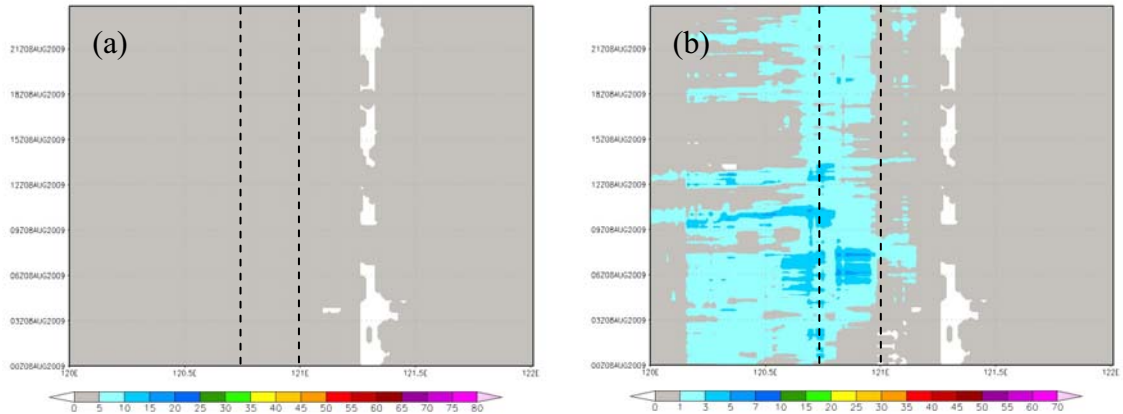 (a)
21Z08AUG2009
18Z08AUG2009
15Z08AUG2009
12Z08AUG2009
09Z08AUG2009
06Z08AUG2009
03Z08AUG2009
00Z08AUG2009
120E 120.5E 121E 121.5E 122E
0 5 10 15 20 25 30 35 40 45 50 55 60 65 70 75 80
(b)
21Z08AUG2009
18Z08AUG2009
15Z08AUG2009
12Z08AUG2009
09Z08AUG2009
06Z08AUG2009
03Z08AUG2009
00Z08AUG2009
120E 120.5E 121E 121.5E 122E
0 1 3 5 7 10 15 20 25 30 35 40 45 50 55 60 70